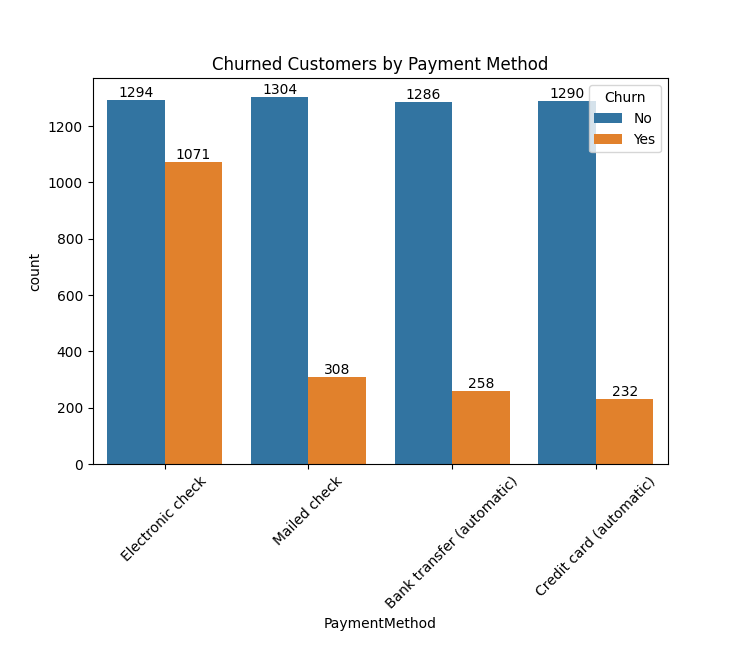 Churned Customers by Payment Method
1294
1304
1286
1290
1071
308
258
232
Churn
No
Yes
count
1200
1000
800
600
400
200
0
Electronic check
Mailed check
Bank transfer (automatic)
Credit card (automatic)
PaymentMethod